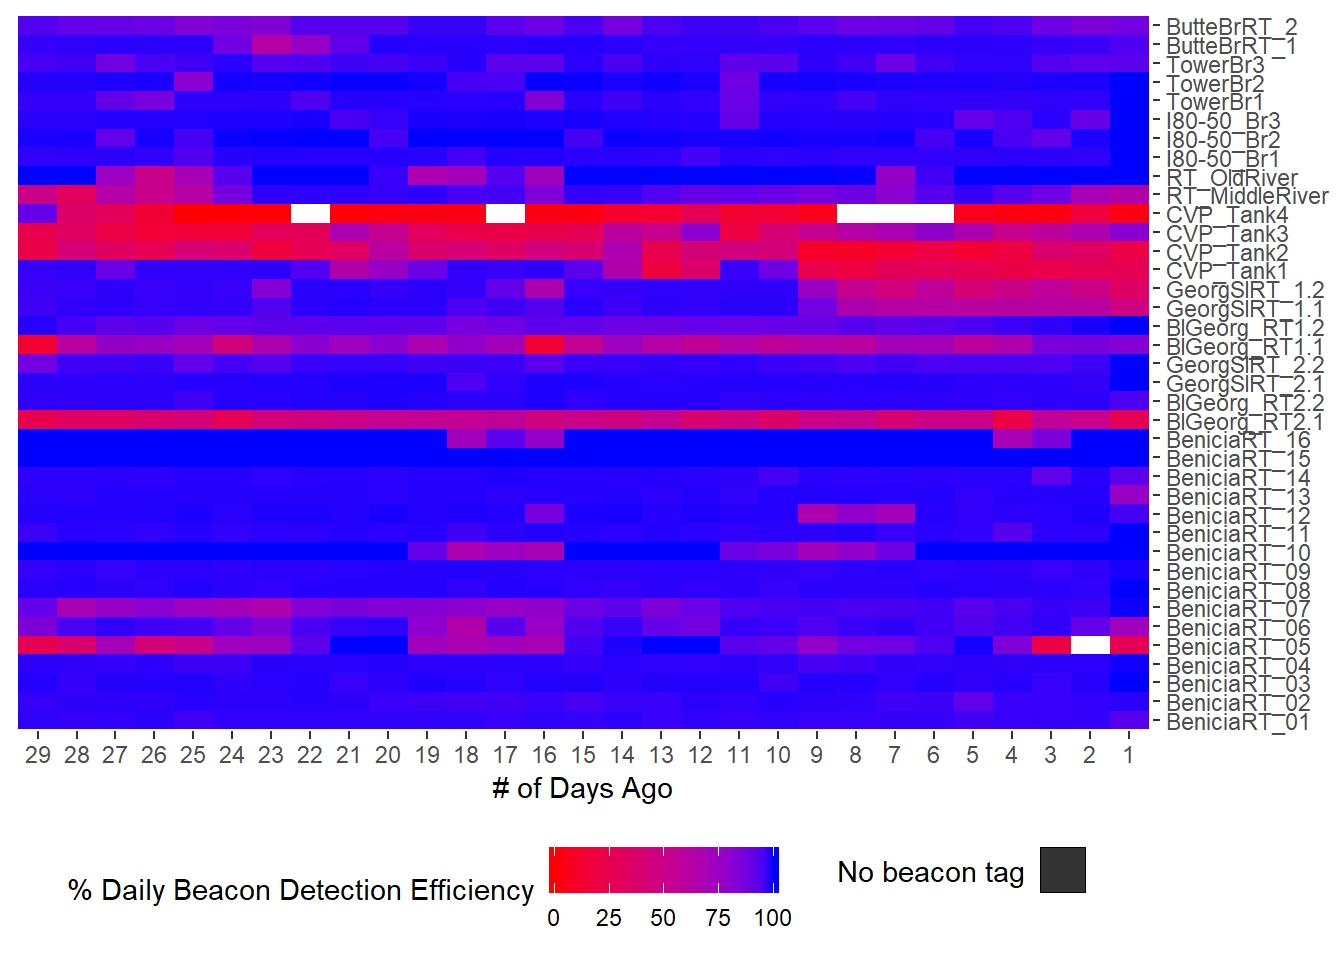 ButteBrRT_2
ButteBrRT_1
TowerBr3
TowerBr2
TowerBr1
I80-50_Br3
I80-50_Br2
I80-50_Br1
RT_OldRiver
RT_MiddleRiver
CVP_Tank4
CVP_Tank3
CVP_Tank2
CVP_Tank1
GeorgSlRT_1.2
GeorgSlRT_1.1
BlGeorg_RT1.2
BlGeorg_RT1.1
GeorgSlRT_2.2
GeorgSlRT_2.1
BlGeorg_RT2.2
BlGeorg_RT2.1
BeniciaRT_16
BeniciaRT_15
BeniciaRT_14
BeniciaRT_13
BeniciaRT_12
BeniciaRT_11
BeniciaRT_10
BeniciaRT_09
BeniciaRT_08
BeniciaRT_07
BeniciaRT_06
BeniciaRT_05
BeniciaRT_04
BeniciaRT_03
BeniciaRT_02
BeniciaRT_01
29 28 27 26 25 24 23 22 21 20 19 18 17 16 15 14 13 12 11 10 9 8 7 6 5 4 3 2 1
# of Days Ago
% Daily Beacon Detection Efficiency
0 25 50 75 100
No beacon tag